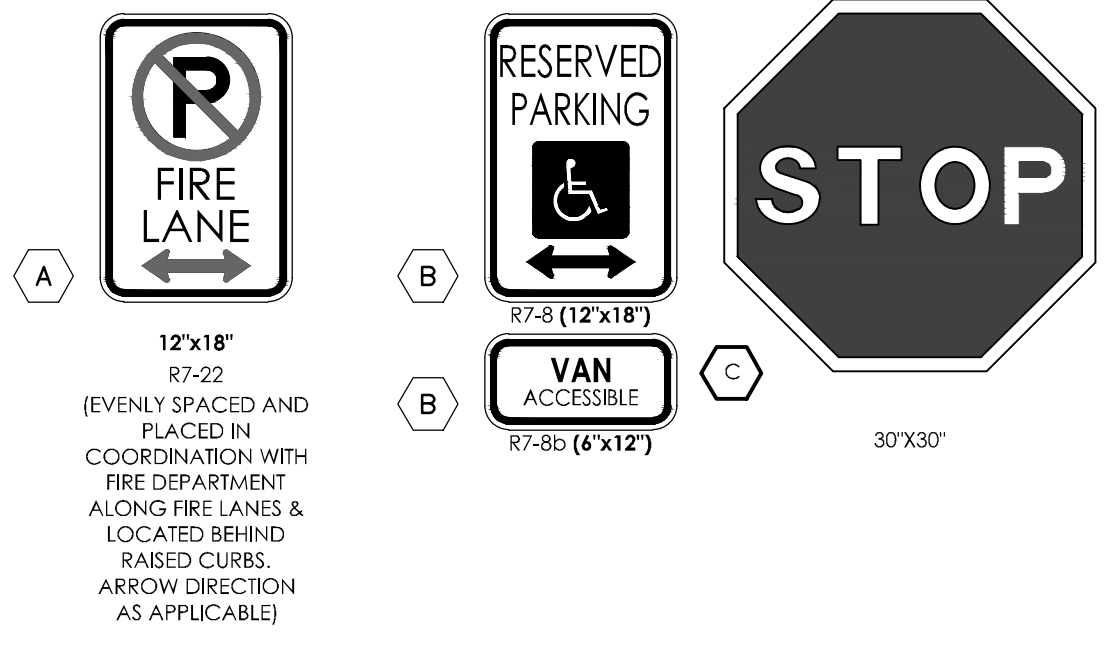 P
FIRE
LANE
A
12"x18"
R7-22
(EVENLY SPACED AND
PLACED IN
COORDINATION WITH
FIRE DEPARTMENT
ALONG FIRE LANES &
LOCATED BEHIND
RAISED CURBS.
ARROW DIRECTION
AS APPLICABLE)
RESERVED
PARKING
B
R7-8 (12"x18")
VAN
ACCESSIBLE
B
R7-8b (6"x12")
STOP
C
30"X30"